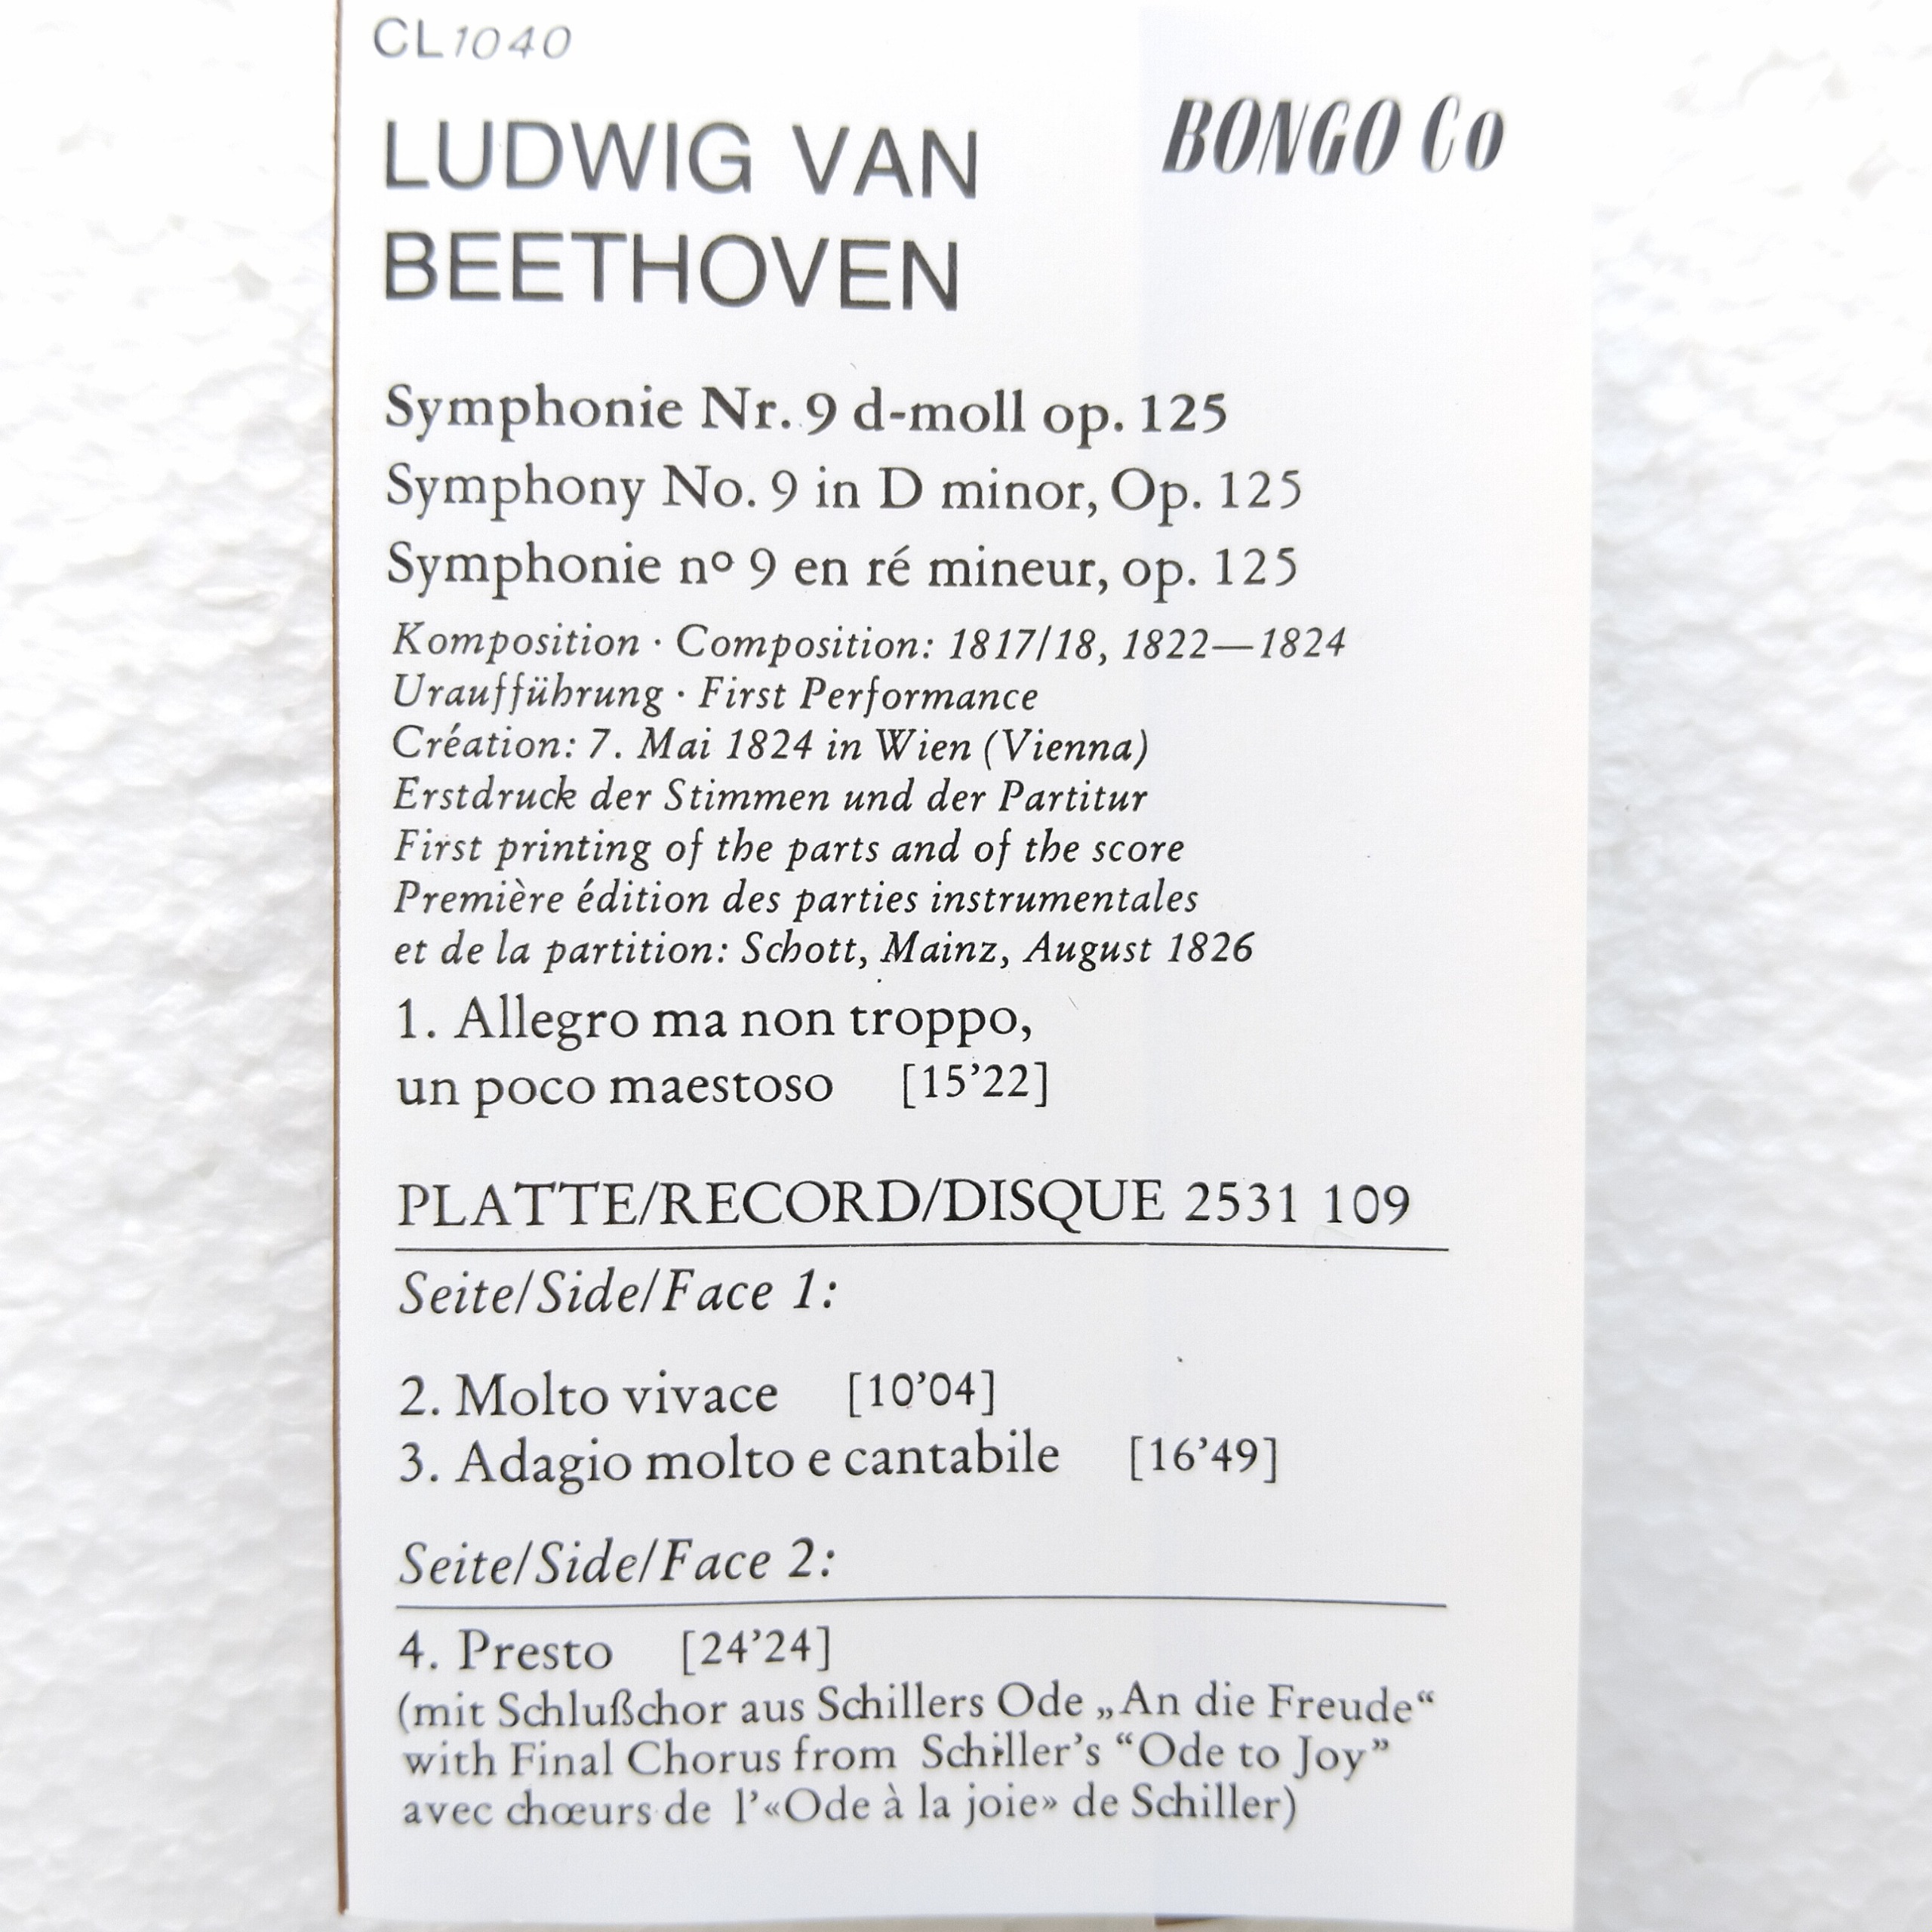 CL1040
BONGO Co
LUDWIG VAN
BEETHOVEN
Symphonie Nr. 9 d-moll op. 125
Symphony No. 9 in D minor, Op. 125
Symphonie nº 9 en ré mineur, op. 125
Komposition · Composition: 1817/18, 1822—1824
Uraufführung · First Performance
Création: 7. Mai 1824 in Wien (Vienna)
Erstdruck der Stimmen und der Partitur
First printing of the parts and of the score
Première édition des parties instrumentales
et de la partition: Schott, Mainz, August 1826
1. Allegro ma non troppo,
un poco maestoso [15’22]
PLATTE/RECORD/DISQUE 2531 109
Seite/Side/Face 1:
2. Molto vivace [10’04]
3. Adagio molto e cantabile [16’49]
Seite/Side/Face 2:
4. Presto [24’24]
(mit Schlußchor aus Schillers Ode „An die Freude“
with Final Chorus from Schiller’s “Ode to Joy”
avec chœurs de l’«Ode à la joie» de Schiller)